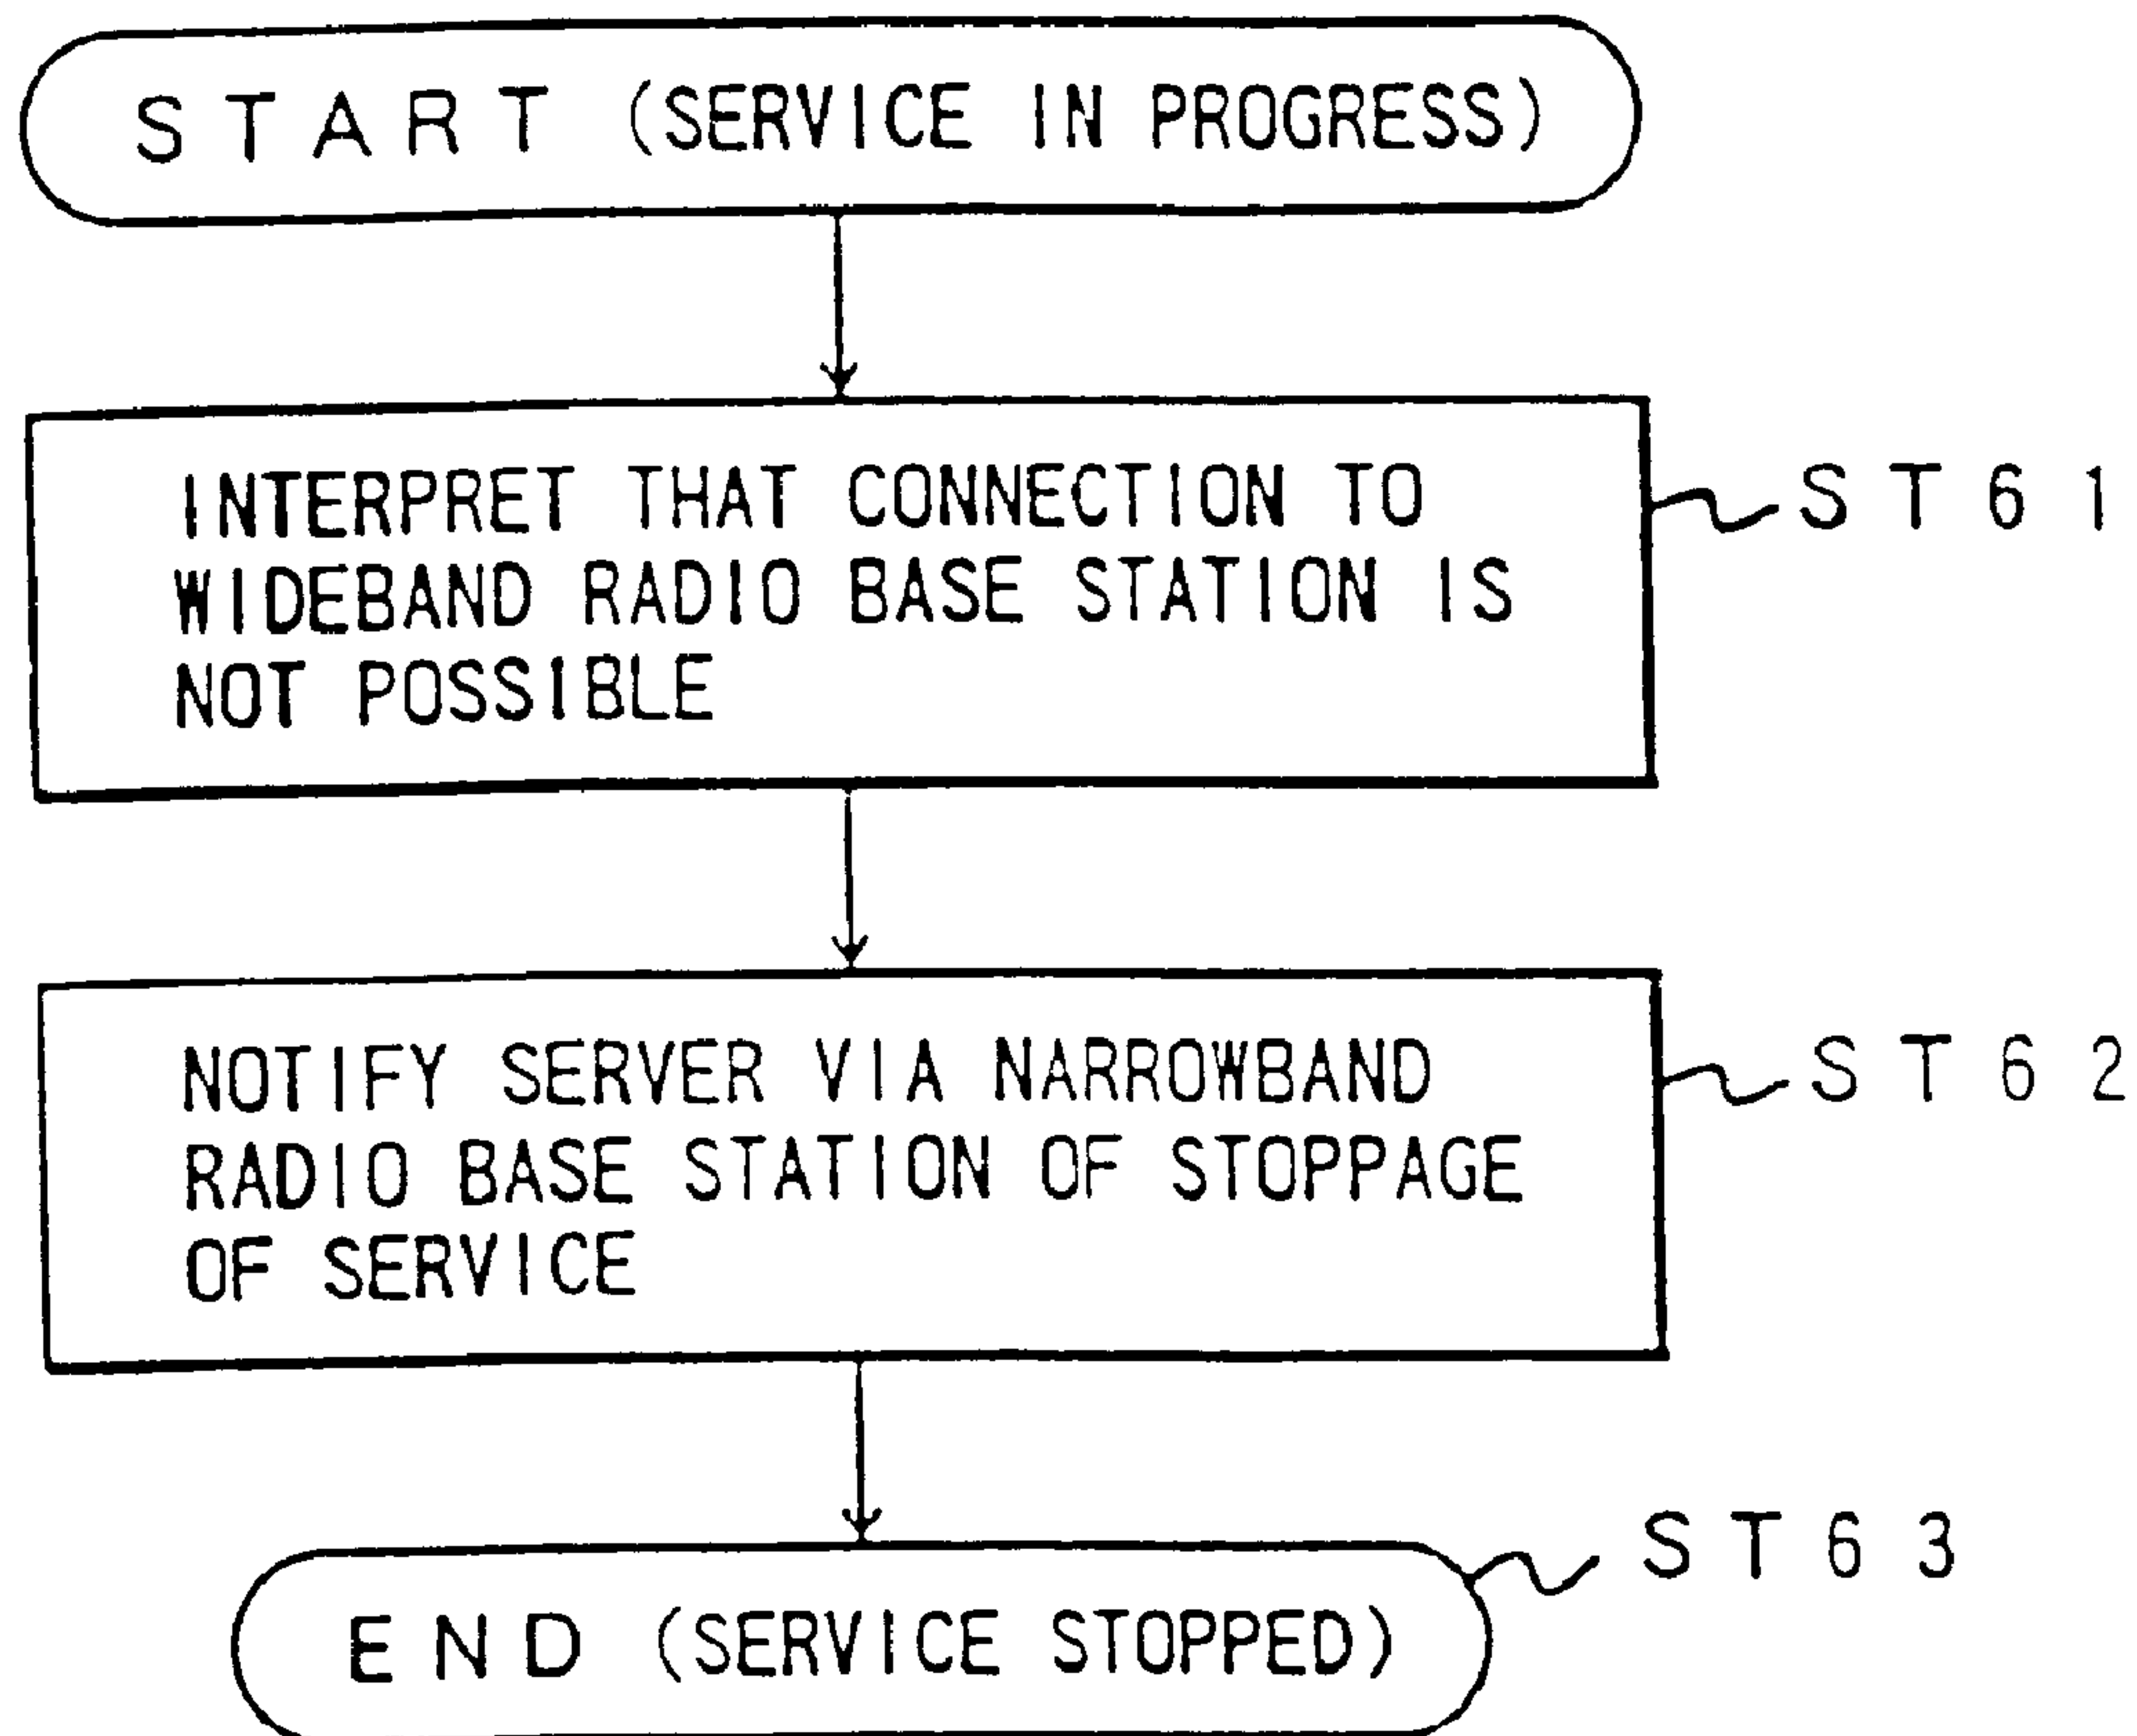 START (SERVICE IN PROGRESS)
INTERPRET THAT CONNECTION TO
WIDEBAND RADIO BASE STATION IS
NOT POSSIBLE
ST61
NOTIFY SERVER VIA NARROWBAND
RADIO BASE STATION OF STOPPAGE
OF SERVICE
ST62
ST63
END (SERVICE STOPPED)